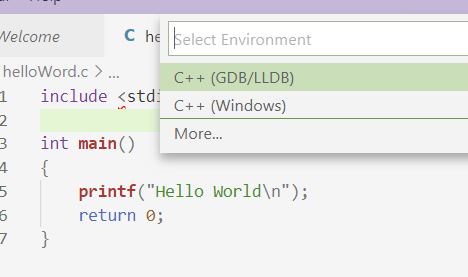 Help
Welcome
C
Select Environment
helloWord.c > ...
C++ (GDB/LLDB)
C++ (Windows)
More...
1 include <stdi
2
3 int main()
4 {
5 printf("Hello World\n");
6 return 0;
7 }